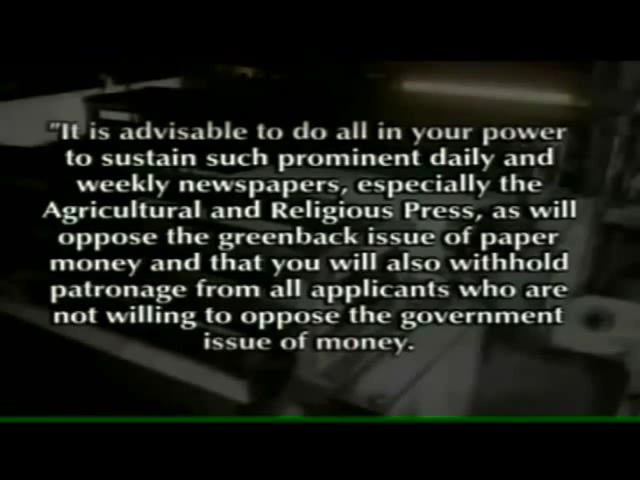 "It is advisable to do all in your power
to sustain such prominent daily and
weekly newspapers, especially the
Agricultural and Religious Press, as will
oppose the greenback issue of paper
money and that you will also withhold
patronage from all applicants who are
not willing to oppose the government
issue of money.